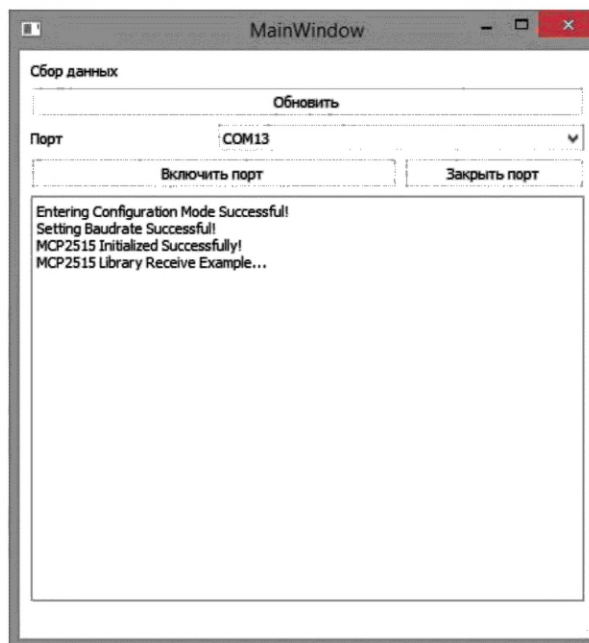 MainWindow
Сбор данных
Обновить
Порт COM13
Включить порт Закрыть порт
Entering Configuration Mode Successful!
Setting Baudrate Successful!
MCP2515 Initialized Successfully!
MCP2515 Library Receive Example...